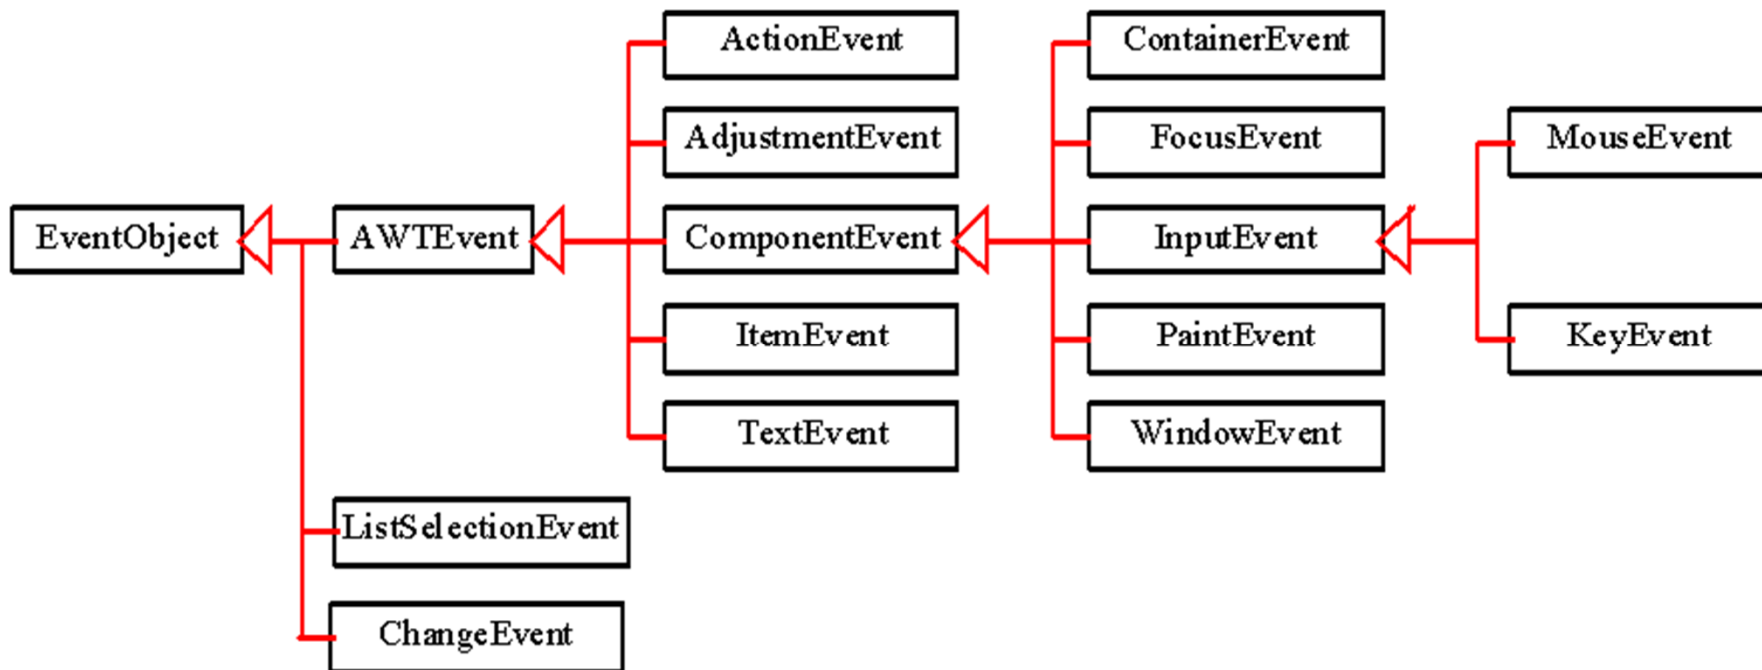 ActionEvent
ContainerEvent
AdjustmentEvent
FocusEvent
MouseEvent
EventObject
AWTEvent
ComponentEvent
InputEvent
ItemEvent
PaintEvent
KeyEvent
TextEvent
WindowEvent
ListSelectionEvent
ChangeEvent